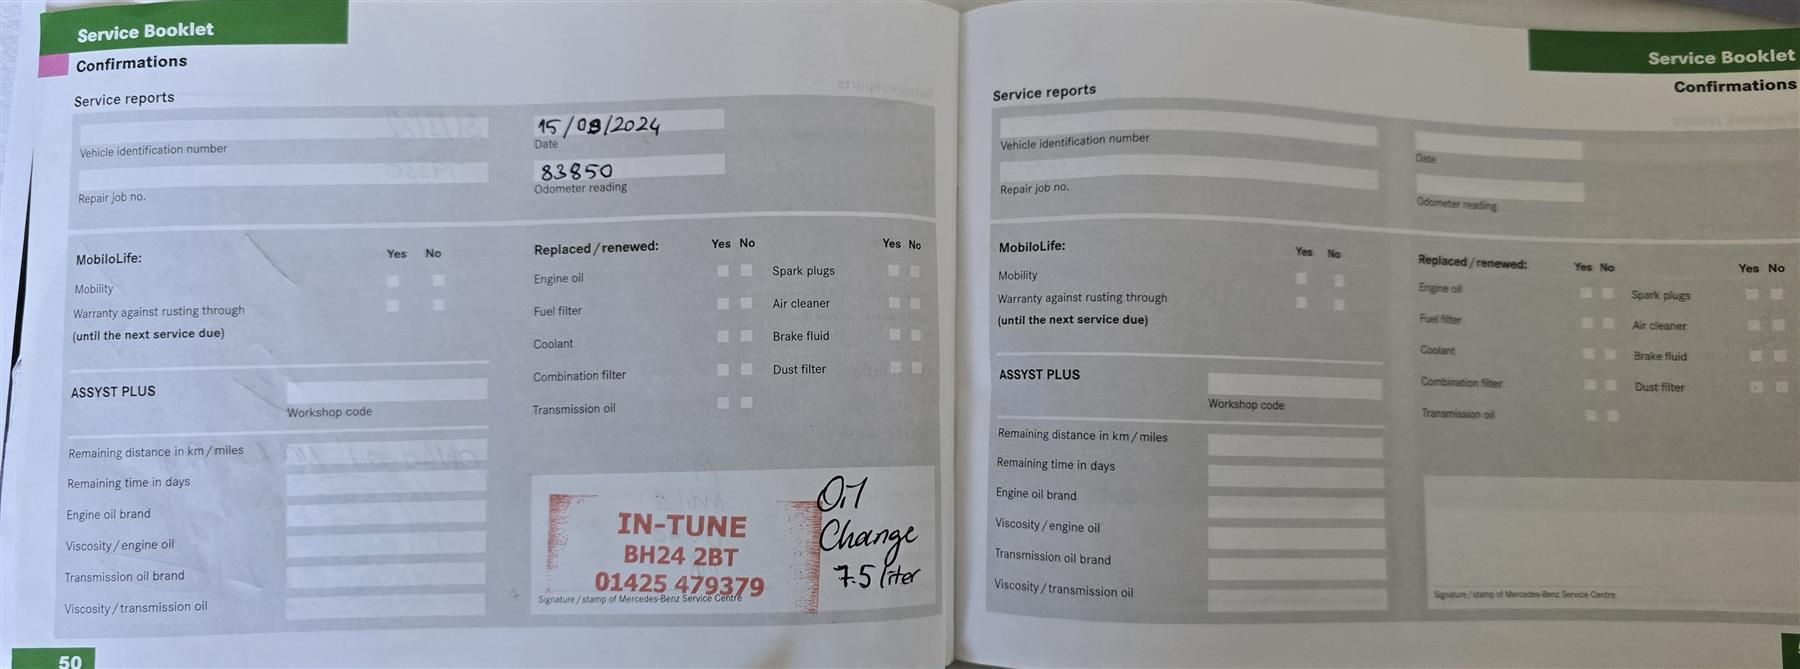 Service Booklet
Confirmations
Service reports
Vehicle identification number
Repair job no.
15/09/2024
Date
83850
Odometer reading
MobiloLife:
Yes No
Mobility
Warranty against rusting through
(until the next service due)
Replaced/renewed:
Yes No
Yes No
Engine oil
Spark plugs
Fuel filter
Air cleaner
Coolant
Brake fluid
Combination filter
Dust filter
Transmission oil
ASSYST PLUS
Workshop code
Remaining distance in km/miles
Remaining time in days
Engine oil brand
Viscosity/engine oil
Transmission oil brand
Viscosity/transmission oil
IN-TUNE
BH24 2BT
01425 479379
Signature/stamp of Mercedes-Benz Service Centre
Oil
Change
7.5 liter
50
Service Booklet
Confirmations
Service reports
Vehicle identification number
Repair job no.
Date
Odometer reading
MobiloLife:
Yes No
Mobility
Warranty against rusting through
(until the next service due)
Replaced/renewed:
Yes No
Yes No
Engine oil
Spark plugs
Fuel filter
Air cleaner
Coolant
Brake fluid
Combination filter
Dust filter
Transmission oil
ASSYST PLUS
Workshop code
Remaining distance in km/miles
Remaining time in days
Engine oil brand
Viscosity/engine oil
Transmission oil brand
Viscosity/transmission oil
Signature/stamp of Mercedes-Benz Service Centre